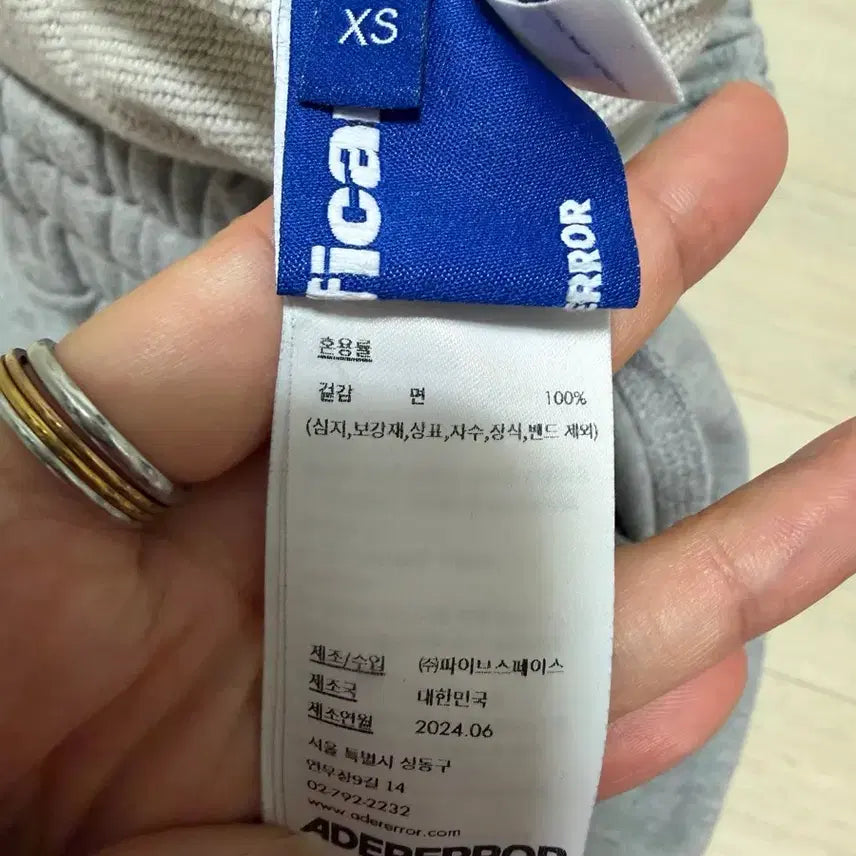 XS
fica
ERROR
혼용률
겉감 면 100%
(심지,보강재,상표,자수,장식,밴드 제외)
제조/수입 ㈜파이브스페이스
제조국 대한민국
제조연월 2024.06
서울 특별시 성동구
연무장9길 14
02-792-2232
www.adererror.com
ADERERROR